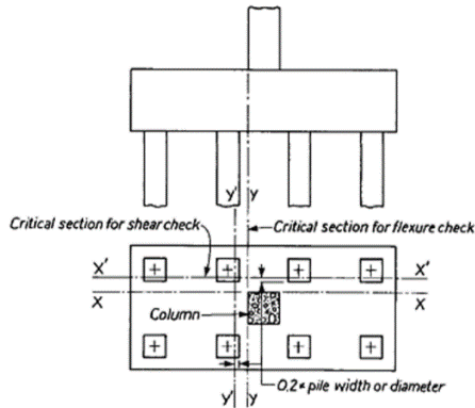 Y' Y
Critical section for shear check
Critical section for flexure check
X' X'
X X
Column
0,2 × pile width or diameter
Y' Y